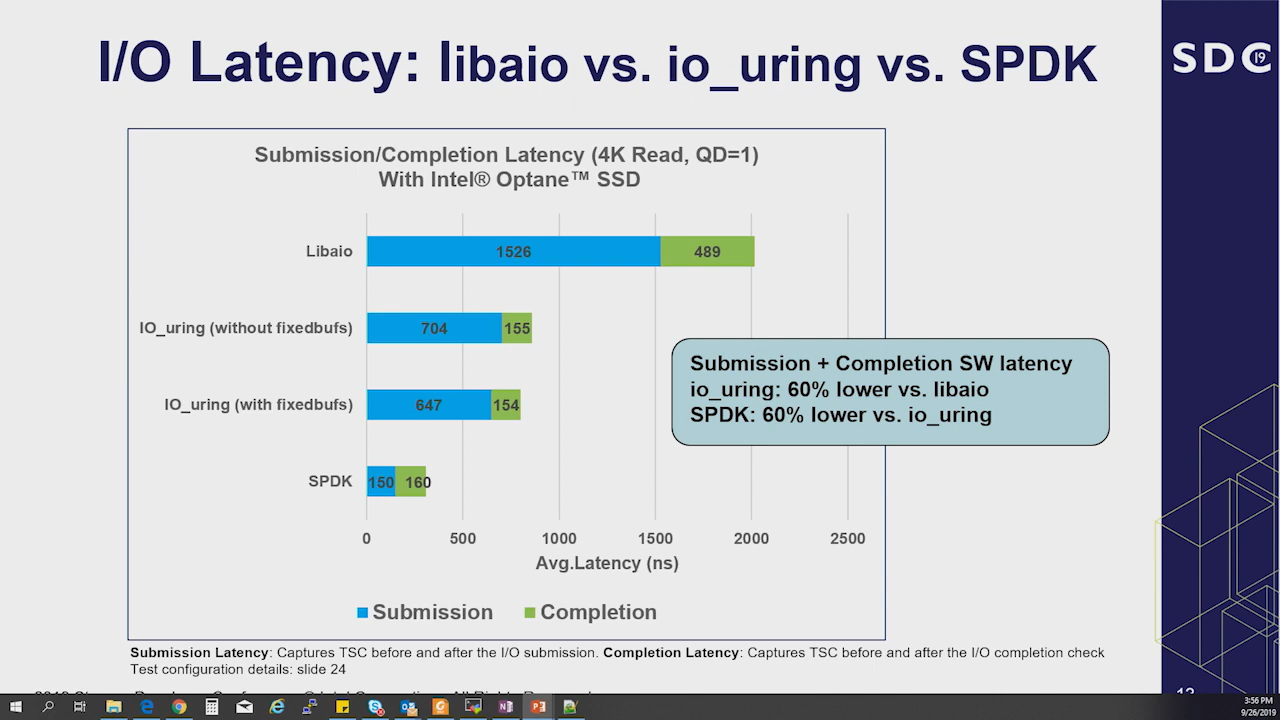 I/O Latency: libaio vs. io_uring vs. SPDK
SDC 19
Submission/Completion Latency (4K Read, QD=1)
With Intel® Optane™ SSD
Libaio
1526
489
IO_uring (without fixedbufs)
704
155
IO_uring (with fixedbufs)
647
154
SPDK
150
160
0 500 1000 1500 2000 2500
Avg.Latency (ns)
Submission
Completion
Submission + Completion SW latency
io_uring: 60% lower vs. libaio
SPDK: 60% lower vs. io_uring
Submission Latency: Captures TSC before and after the I/O submission. Completion Latency: Captures TSC before and after the I/O completion check
Test configuration details: slide 24
3:56 PM
9/26/2019